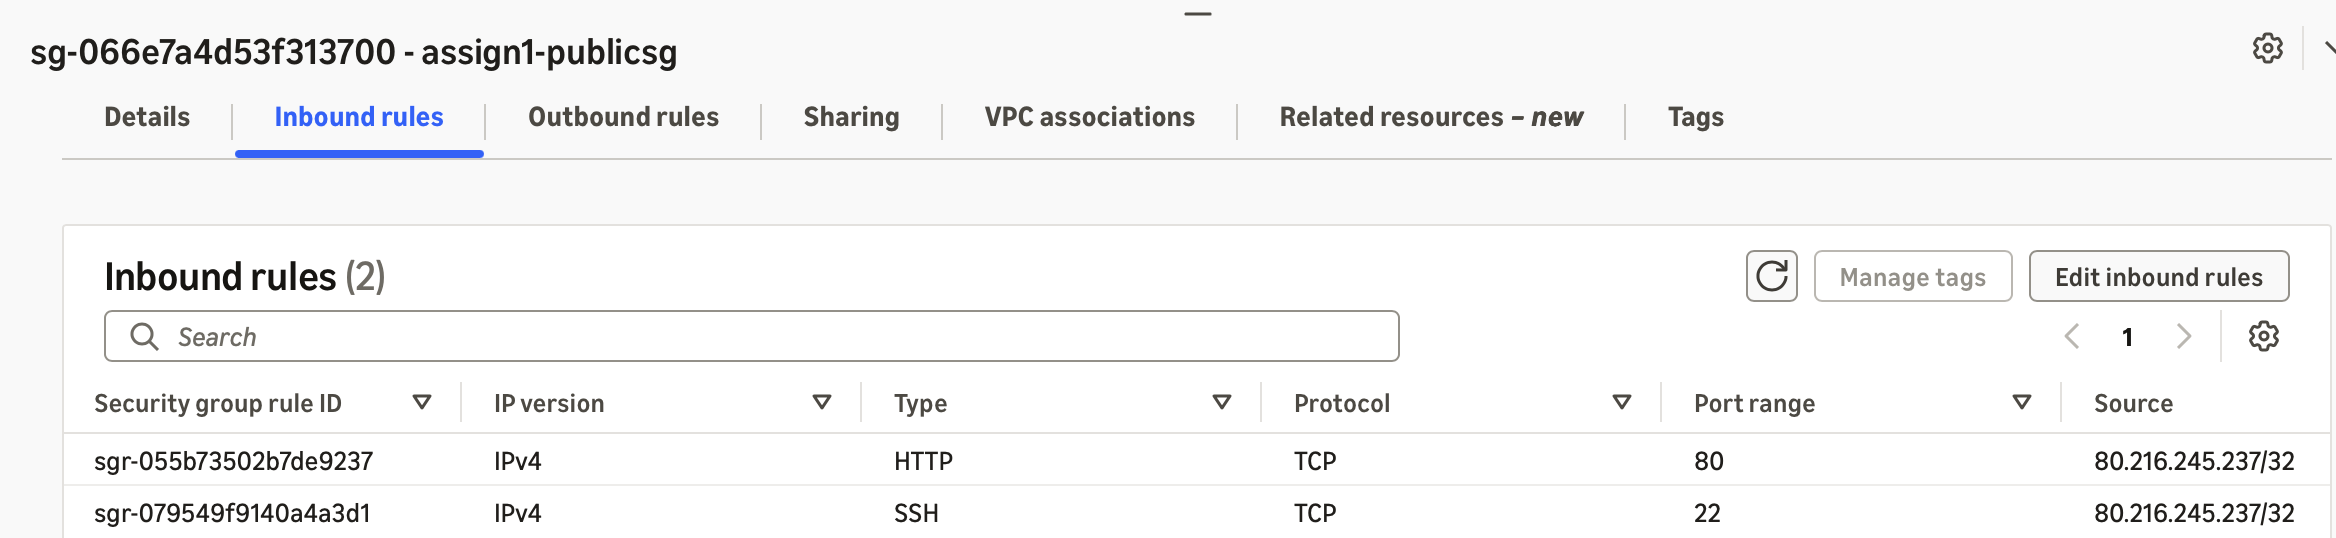 sg-066e7a4d53f313700 - assign1-publicsg
Details Inbound rules Outbound rules Sharing VPC associations Related resources – new Tags
Inbound rules (2)
Manage tags Edit inbound rules
Search
1
Security group rule ID IP version Type Protocol Port range Source
sgr-055b73502b7de9237 IPv4 HTTP TCP 80 80.216.245.237/32
sgr-079549f9140a4a3d1 IPv4 SSH TCP 22 80.216.245.237/32